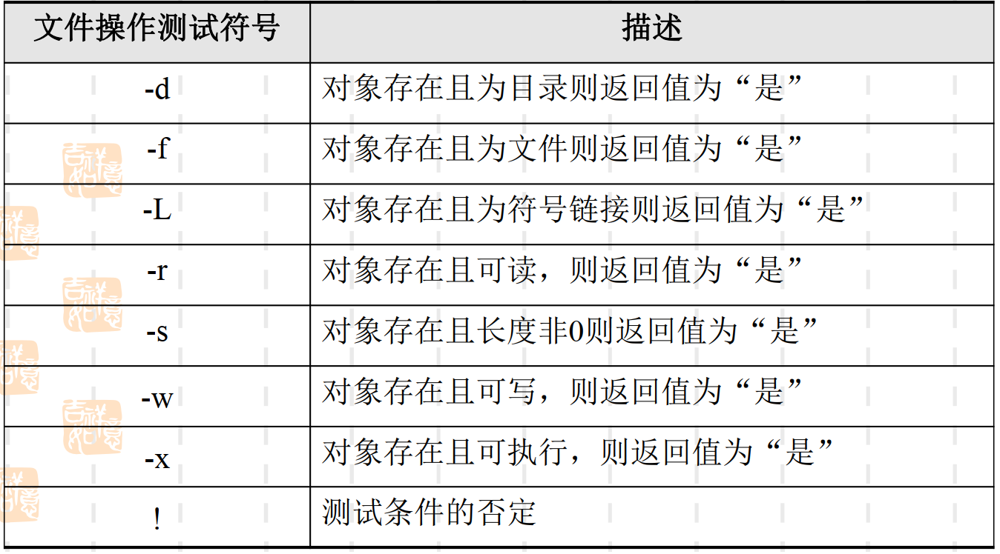 文件操作测试符号 描述
-d 对象存在且为目录则返回值为“是”
-f 对象存在且为文件则返回值为“是”
-L 对象存在且为符号链接则返回值为“是”
-r 对象存在且可读，则返回值为“是”
-s 对象存在且长度非0则返回值为“是”
-w 对象存在且可写，则返回值为“是”
-x 对象存在且可执行，则返回值为“是”
! 测试条件的否定